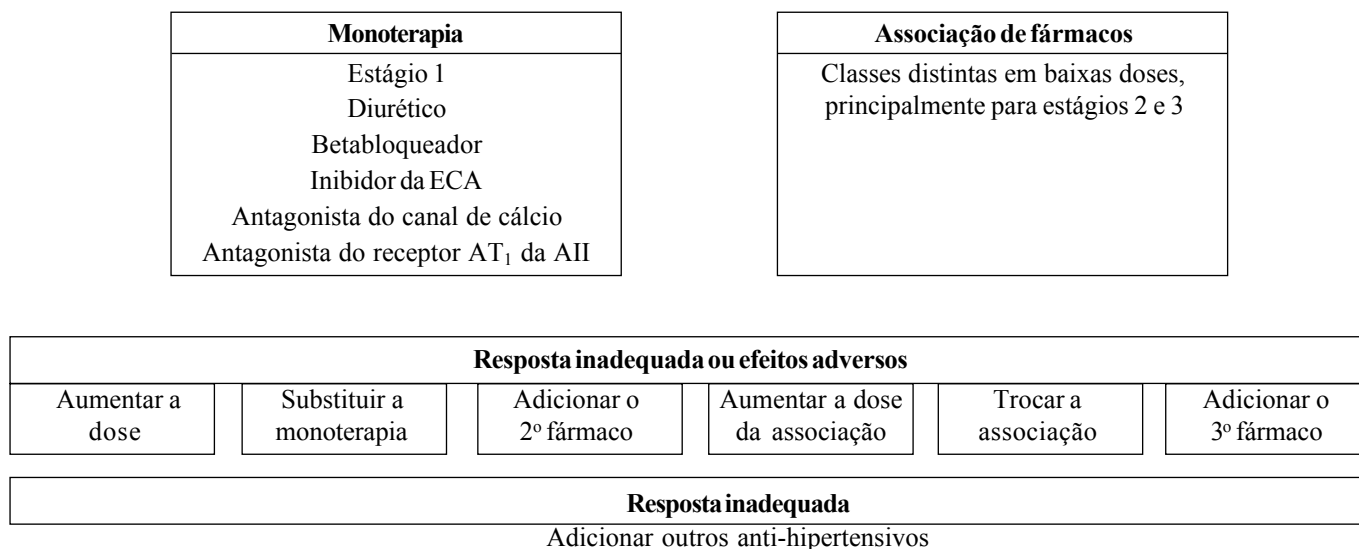 Monoterapia
Estágio 1
Diurético
Betabloqueador
Inibidor da ECA
Antagonista do canal de cálcio
Antagonista do receptor AT₁ da AII
Associação de fármacos
Classes distintas em baixas doses,
principalmente para estágios 2 e 3
Resposta inadequada ou efeitos adversos
Aumentar a
dose
Substituir a
monoterapia
Adicionar o
2º fármaco
Aumentar a dose
da associação
Trocar a
associação
Adicionar o
3º fármaco
Resposta inadequada
Adicionar outros anti-hipertensivos